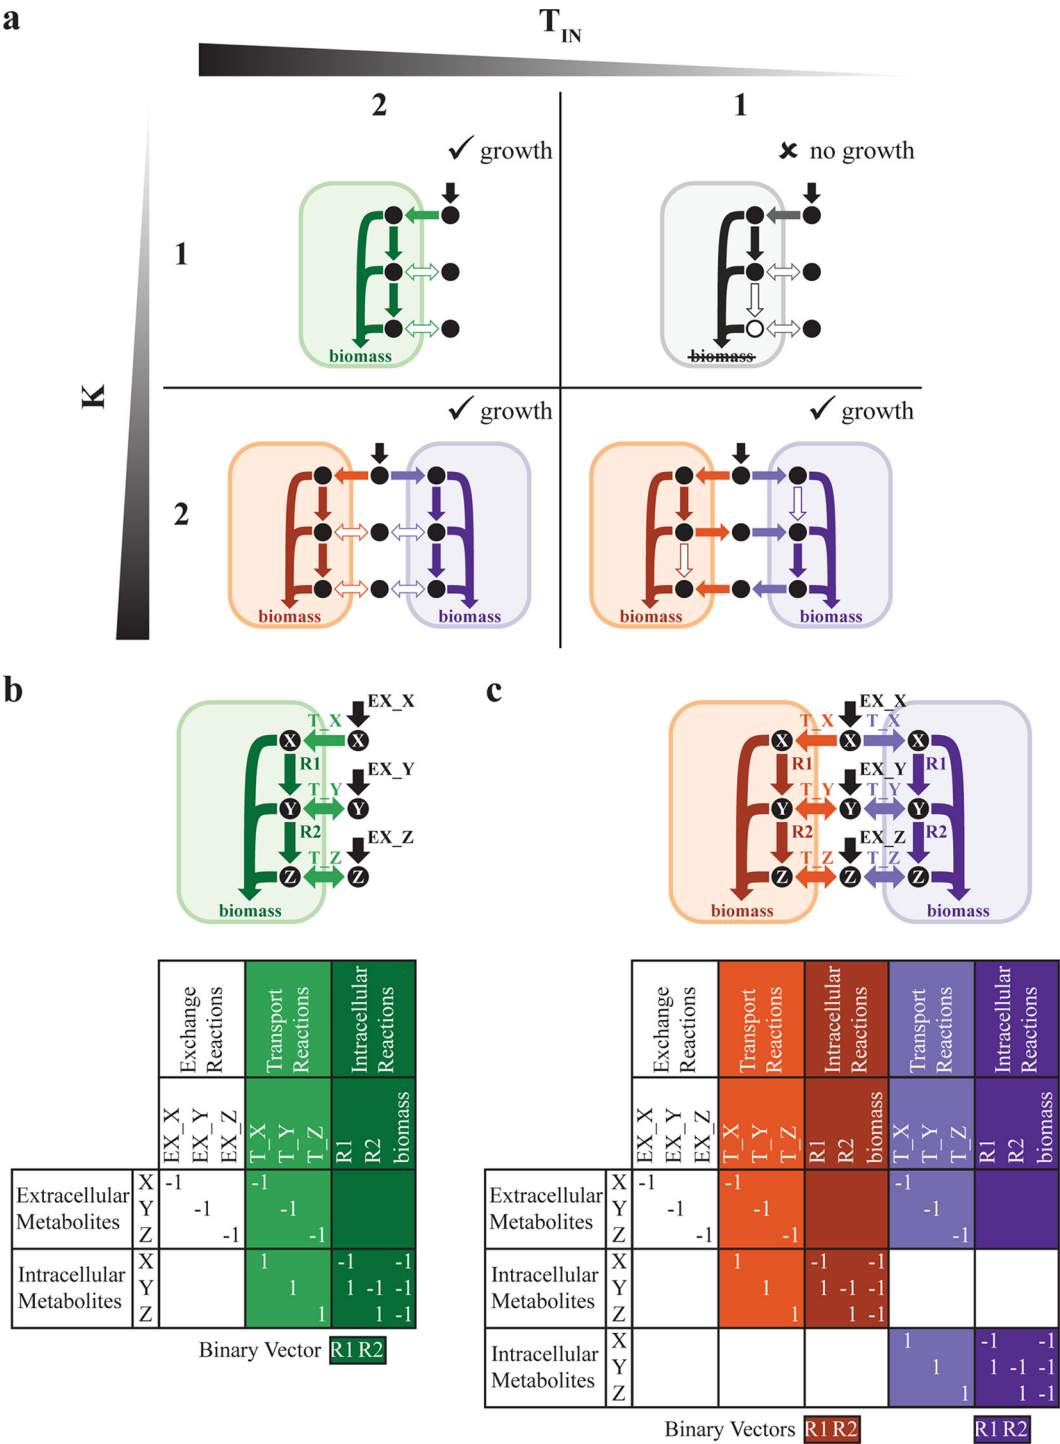 a
T_IN
2
1
✓ growth
✘ no growth
1
biomass
biomass
K
✓ growth
✓ growth
2
biomass
biomass
biomass
biomass
b
EX_X
T_X
X
X
R1
EX_Y
T_Y
Y
Y
R2
EX_Z
T_Z
Z
Z
biomass
c
EX_X
T_X
T_X
X
X
X
R1
R1
EX_Y
T_Y
T_Y
Y
Y
Y
R2
R2
EX_Z
T_Z
T_Z
Z
Z
Z
biomass
biomass
Exchange Reactions
Transport Reactions
Intracellular Reactions
EX_X EX_Y EX_Z T_X T_Y T_Z R1 R2 biomass
Extracellular Metabolites
X -1 -1
Y -1 -1
Z -1 -1
Intracellular Metabolites
X 1 -1 -1
Y 1 1 -1 -1
Z 1 1 -1
Binary Vector R1 R2
Exchange Reactions
Transport Reactions
Intracellular Reactions
Transport Reactions
Intracellular Reactions
EX_X EX_Y EX_Z T_X T_Y T_Z R1 R2 biomass T_X T_Y T_Z R1 R2 biomass
Extracellular Metabolites
X -1 -1 -1
Y -1 -1 -1
Z -1 -1 -1
Intracellular Metabolites
X 1 -1 -1
Y 1 1 -1 -1
Z 1 1 -1
Intracellular Metabolites
X 1 -1 -1
Y 1 1 -1 -1
Z 1 1 -1
Binary Vectors R1 R2 R1 R2